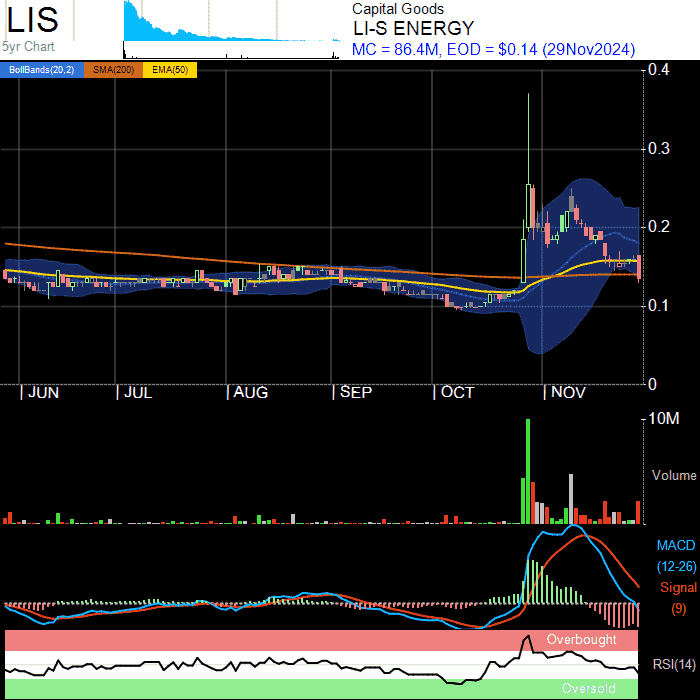 LIS
5yr Chart
Capital Goods
LI-S ENERGY
MC = 86.4M, EOD = $0.14 (29Nov2024)
BollBands(20,2) SMA(200) EMA(50)
0.4
0.3
0.2
0.1
0
JUN JUL AUG SEP OCT NOV
10M
Volume
MACD
(12-26)
Signal
(9)
Overbought
RSI(14)
Oversold